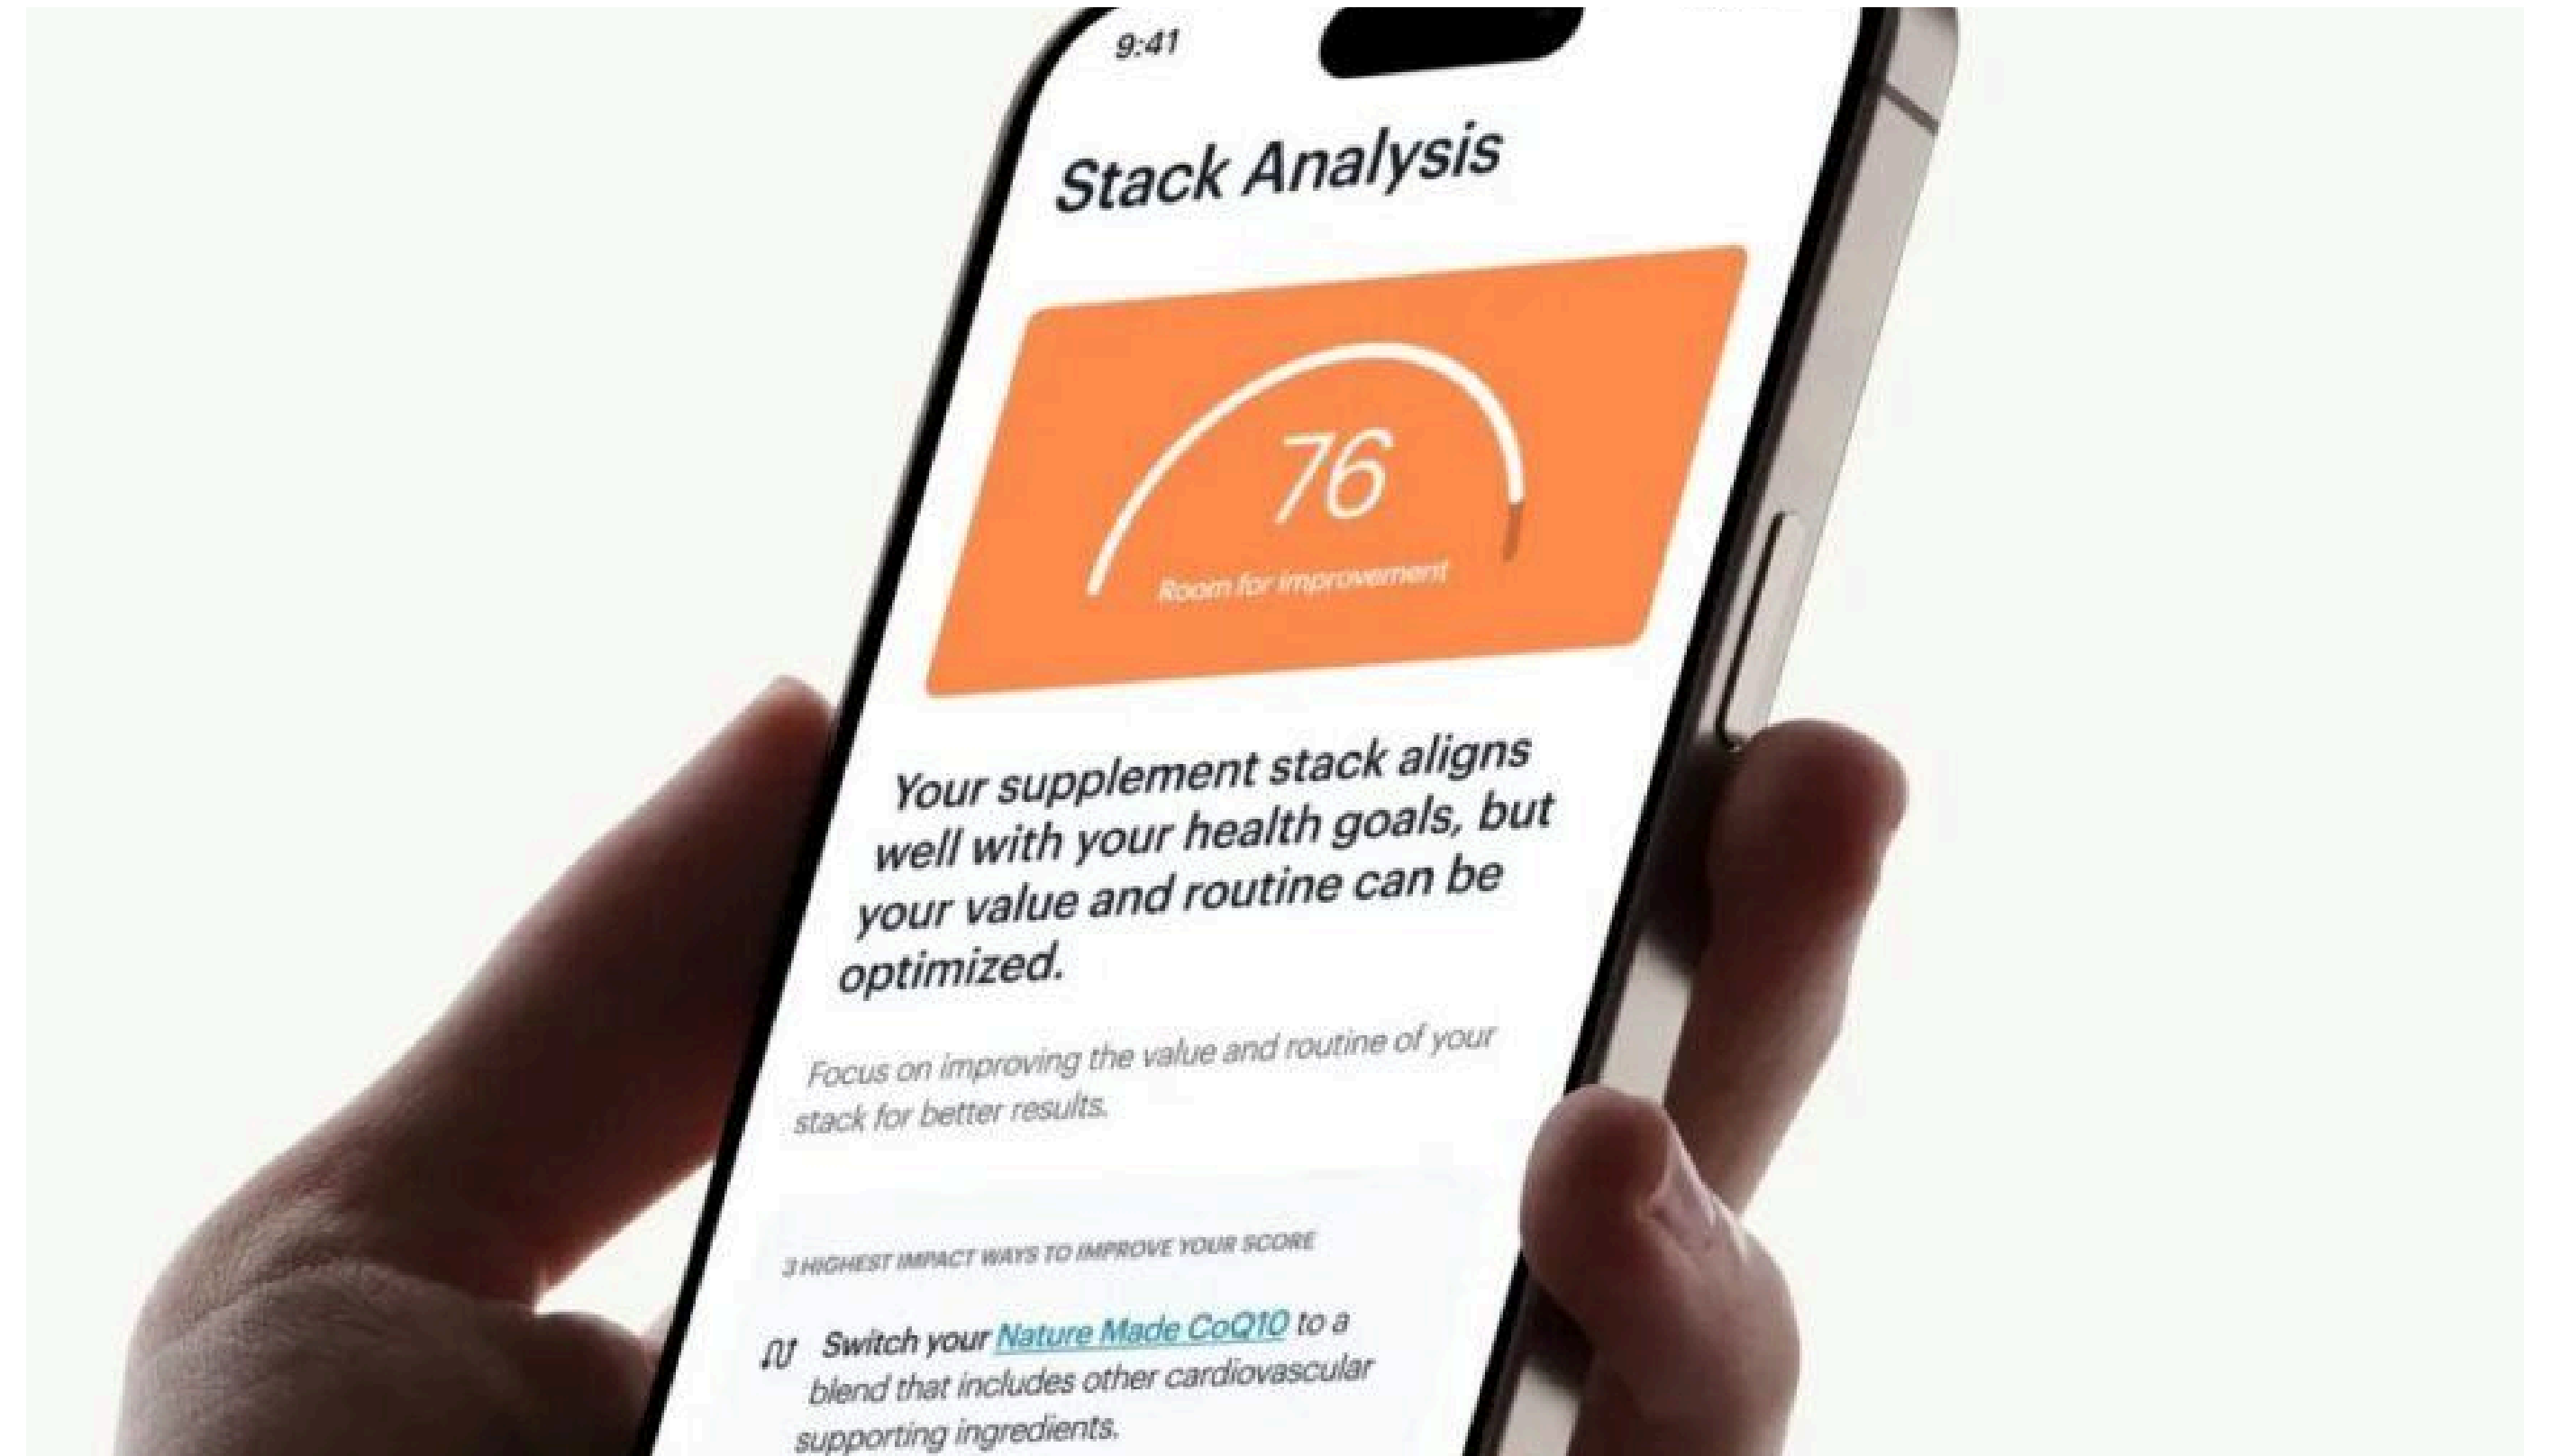 9:41
Stack Analysis
76
Room for improvement
Your supplement stack aligns
well with your health goals, but
your value and routine can be
optimized.
Focus on improving the value and routine of your
stack for better results.
3 HIGHEST IMPACT WAYS TO IMPROVE YOUR SCORE
Switch your Nature Made CoQ10 to a
blend that includes other cardiovascular
supporting ingredients.